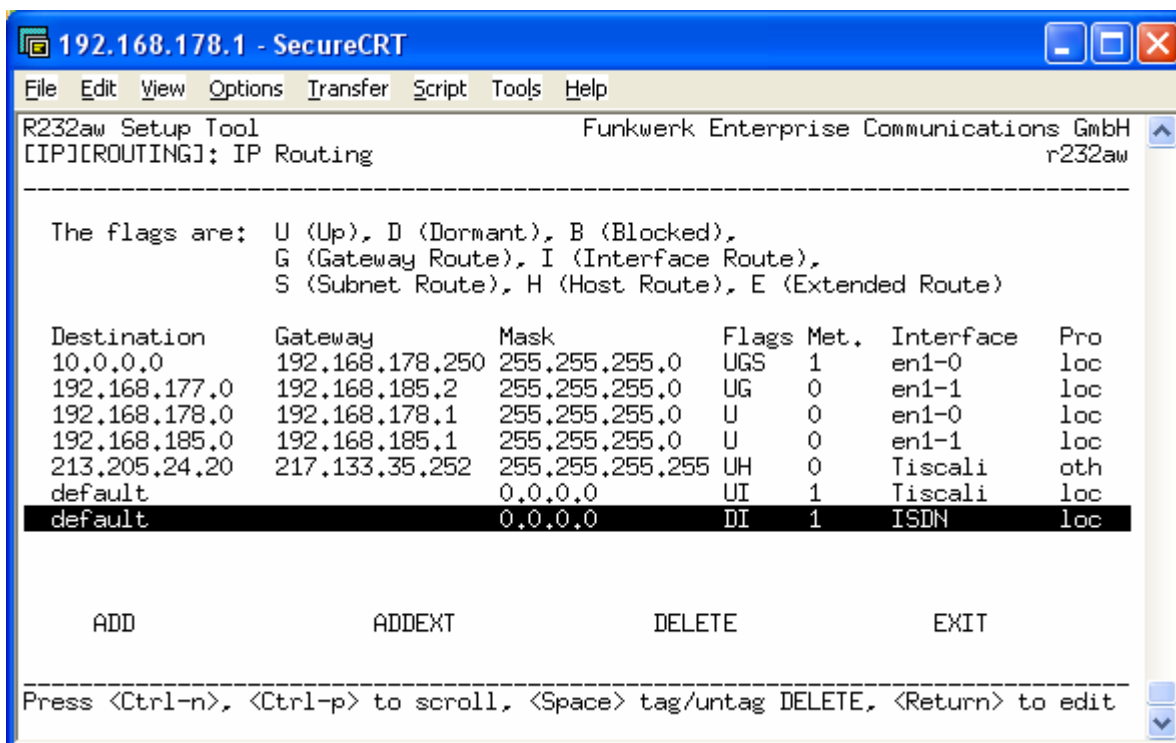 192.168.178.1 - SecureCRT
File Edit View Options Transfer Script Tools Help
R232aw Setup Tool Funkwerk Enterprise Communications GmbH
[IP][ROUTING]: IP Routing r232aw
The flags are: U (Up), D (Dormant), B (Blocked),
G (Gateway Route), I (Interface Route),
S (Subnet Route), H (Host Route), E (Extended Route)
Destination Gateway Mask Flags Met. Interface Pro
10.0.0.0 192.168.178.250 255.255.255.0 UGS 1 en1-0 loc
192.168.177.0 192.168.185.2 255.255.255.0 UG 0 en1-1 loc
192.168.178.0 192.168.178.1 255.255.255.0 U 0 en1-0 loc
192.168.185.0 192.168.185.1 255.255.255.0 U 0 en1-1 loc
213.205.24.20 217.133.35.252 255.255.255.255 UH 0 Tiscali oth
default 0.0.0.0 UI 1 Tiscali loc
default 0.0.0.0 DI 1 ISDN loc
ADD ADDEXT DELETE EXIT
Press <Ctrl-n>, <Ctrl-p> to scroll, <Space> tag/untag DELETE, <Return> to edit